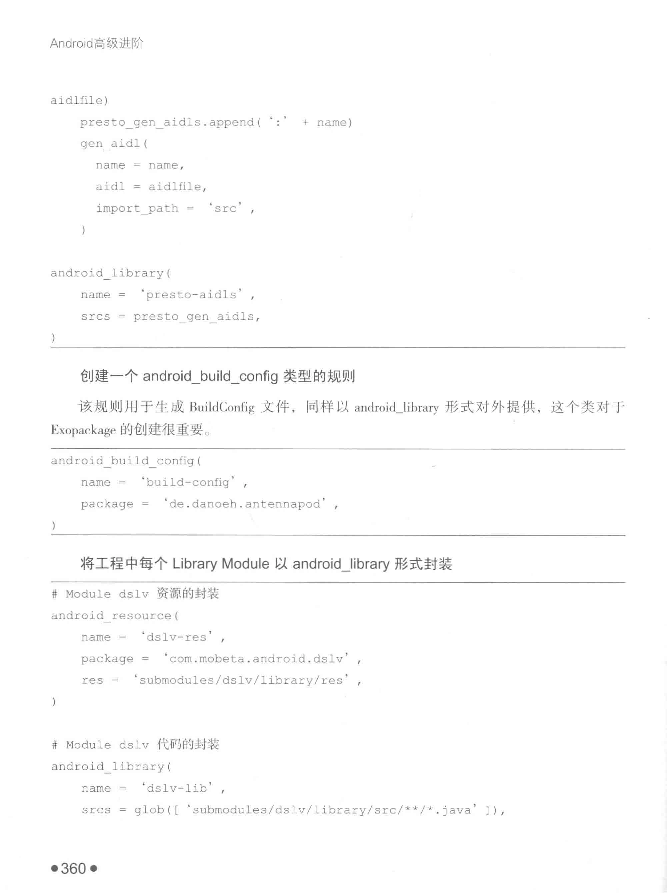 Android高级进阶
aidlfile)
    presto_gen_aidls.append( ‘:’  + name)
    gen_aidl(
      name = name,
      aidl = aidlfile,
      import_path =  ‘src’ ,
    )
android_library(
    name =  ‘presto-aidls’ ,
    srcs = presto_gen_aidls,
)
创建一个 android_build_config 类型的规则
该规则用于生成 BuildConfig 文件，同样以 android_library 形式对外提供，这个类对于
Exopackage 的创建很重要。
android_build_config(
    name =  ‘build-config’ ,
    package =  ‘de.danoeh.antennapod’ ,
)
将工程中每个 Library Module 以 android_library 形式封装
# Module dslv 资源的封装
android_resource(
    name =  ‘dslv-res’ ,
    package =  ‘com.mobeta.android.dslv’ ,
    res =  ‘submodules/dslv/library/res’ ,
)
# Module dslv 代码的封装
android_library(
    name =  ‘dslv-lib’ ,
    srcs = glob([ ‘submodules/dslv/library/src/**/*.java’ ]),
●360●